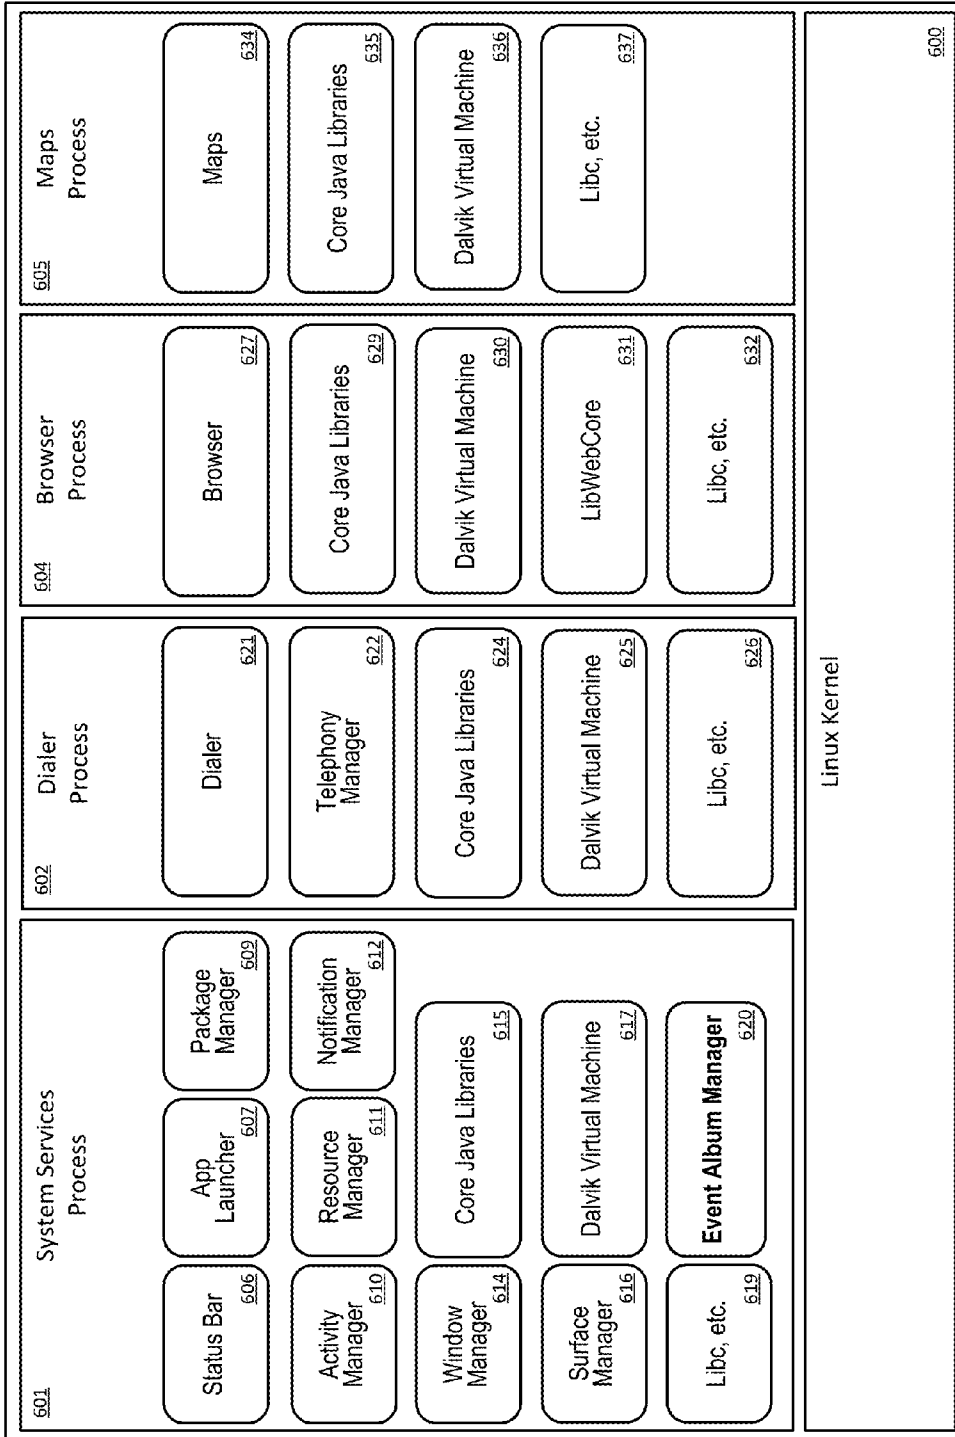 601
System Services
Process
Status Bar
606
App
Launcher
607
Package
Manager
609
Activity
Manager
610
Resource
Manager
611
Notification
Manager
612
Window
Manager
614
Core Java Libraries
615
Surface
Manager
616
Dalvik Virtual Machine
617
Libc, etc.
619
Event Album Manager
620
602
Dialer
Process
Dialer
621
Telephony
Manager
622
Core Java Libraries
624
Dalvik Virtual Machine
625
Libc, etc.
626
604
Browser
Process
Browser
627
Core Java Libraries
629
Dalvik Virtual Machine
630
LibWebCore
631
Libc, etc.
632
605
Maps
Process
Maps
634
Core Java Libraries
635
Dalvik Virtual Machine
636
Libc, etc.
637
Linux Kernel
600